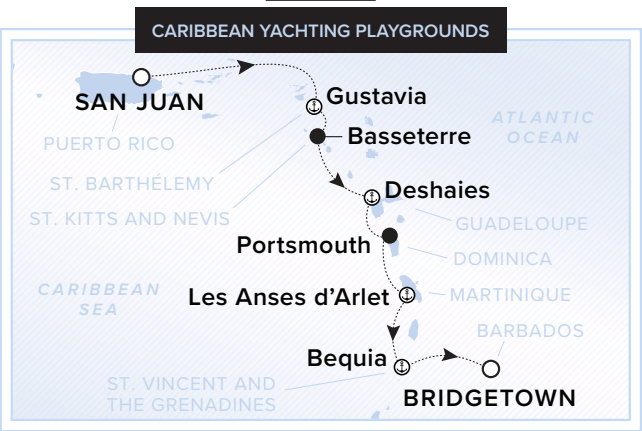 CARIBBEAN YACHTING PLAYGROUNDS
SAN JUAN
Gustavia
ATLANTIC
OCEAN
PUERTO RICO
Basseterre
ST. BARTHÉLEMY
Deshaies
ST. KITTS AND NEVIS
GUADELOUPE
Portsmouth
DOMINICA
CARIBBEAN
SEA
Les Anses d’Arlet
MARTINIQUE
BARBADOS
Bequia
ST. VINCENT AND
THE GRENADINES
BRIDGETOWN